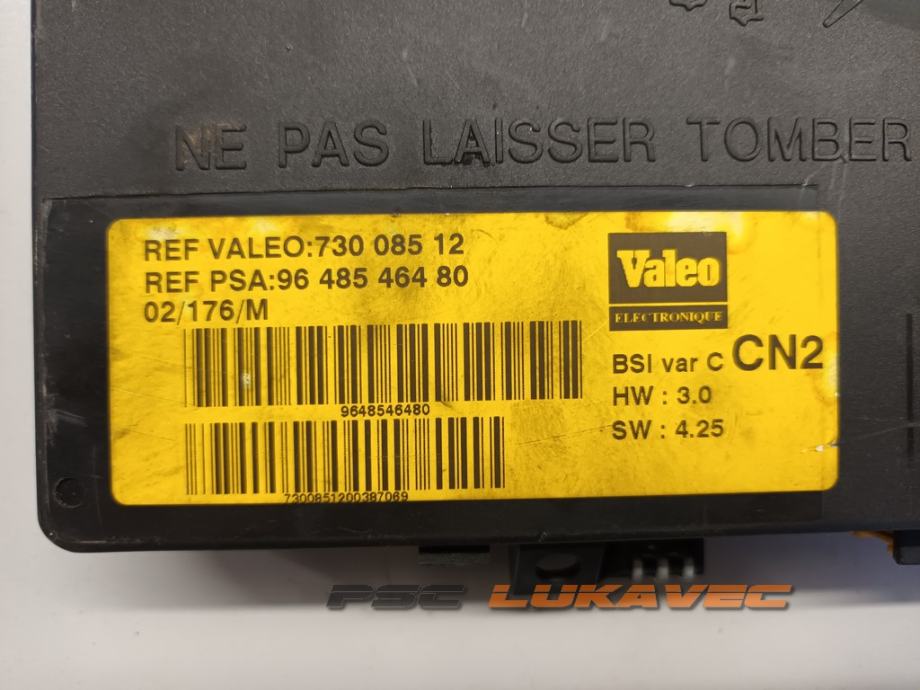 NE PAS LAISSER TOMBER
REF VALEO:730 085 12
REF PSA:96 485 464 80
02/176/M
9648546480
7300851200387069
Valeo
ELECTRONIQUE
BSI var C CN2
HW : 3.0
SW : 4.25
PSC LUKAVEC